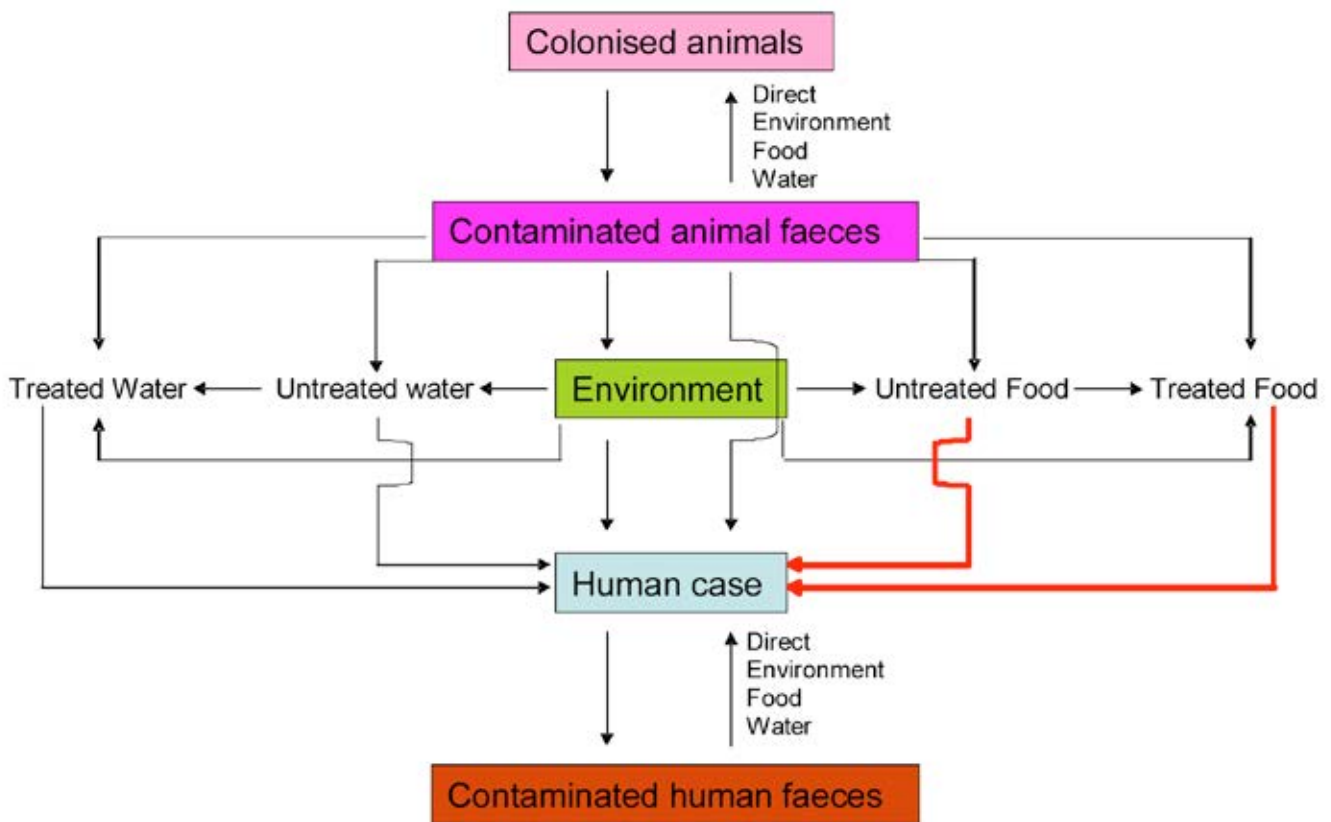 Colonised animals
Direct
Environment
Food
Water
Contaminated animal faeces
Treated Water
Untreated water
Environment
Untreated Food
Treated Food
Human case
Direct
Environment
Food
Water
Contaminated human faeces